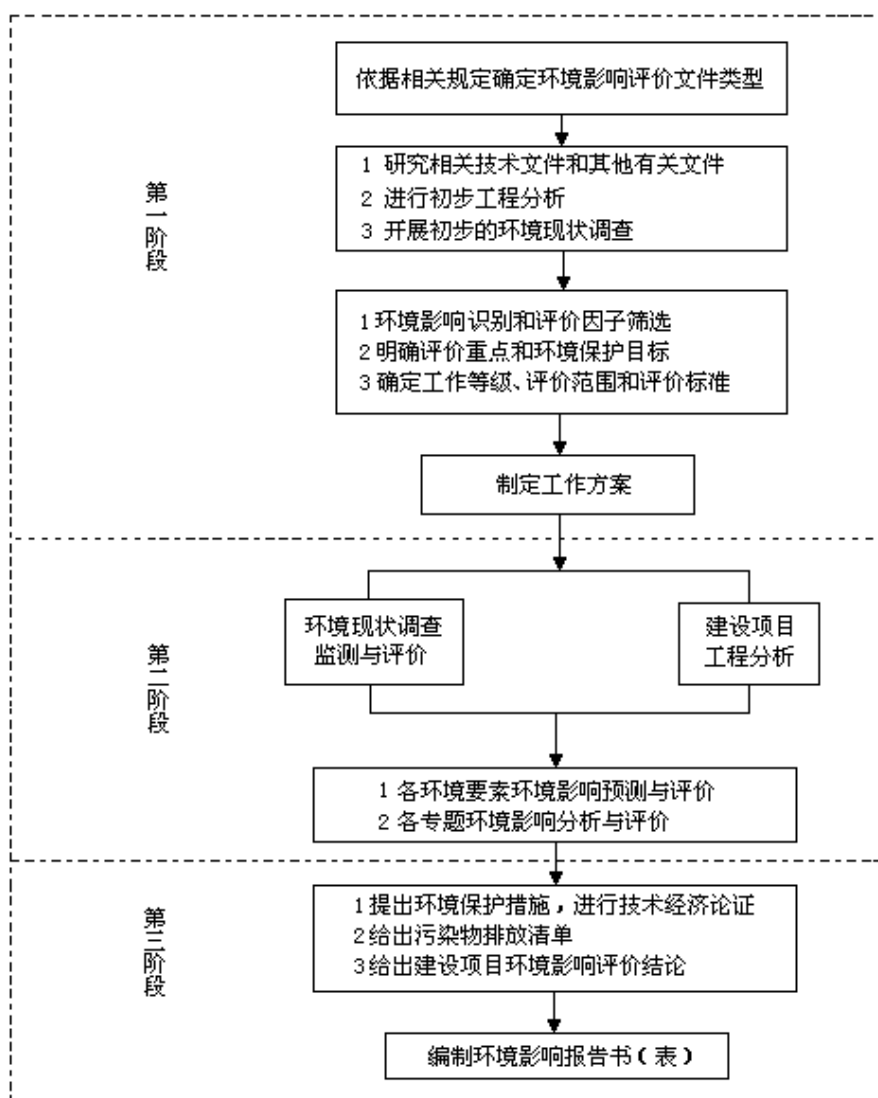 依据相关规定确定环境影响评价文件类型
第一阶段
1 研究相关技术文件和其他有关文件
2 进行初步工程分析
3 开展初步的环境现状调查
1环境影响识别和评价因子筛选
2明确评价重点和环境保护目标
3确定工作等级、评价范围和评价标准
制定工作方案
第二阶段
环境现状调查
监测与评价
建设项目
工程分析
1 各环境要素环境影响预测与评价
2 各专题环境影响分析与评价
第三阶段
1提出环境保护措施，进行技术经济论证
2给出污染物排放清单
3给出建设项目环境影响评价结论
编制环境影响报告书（表）